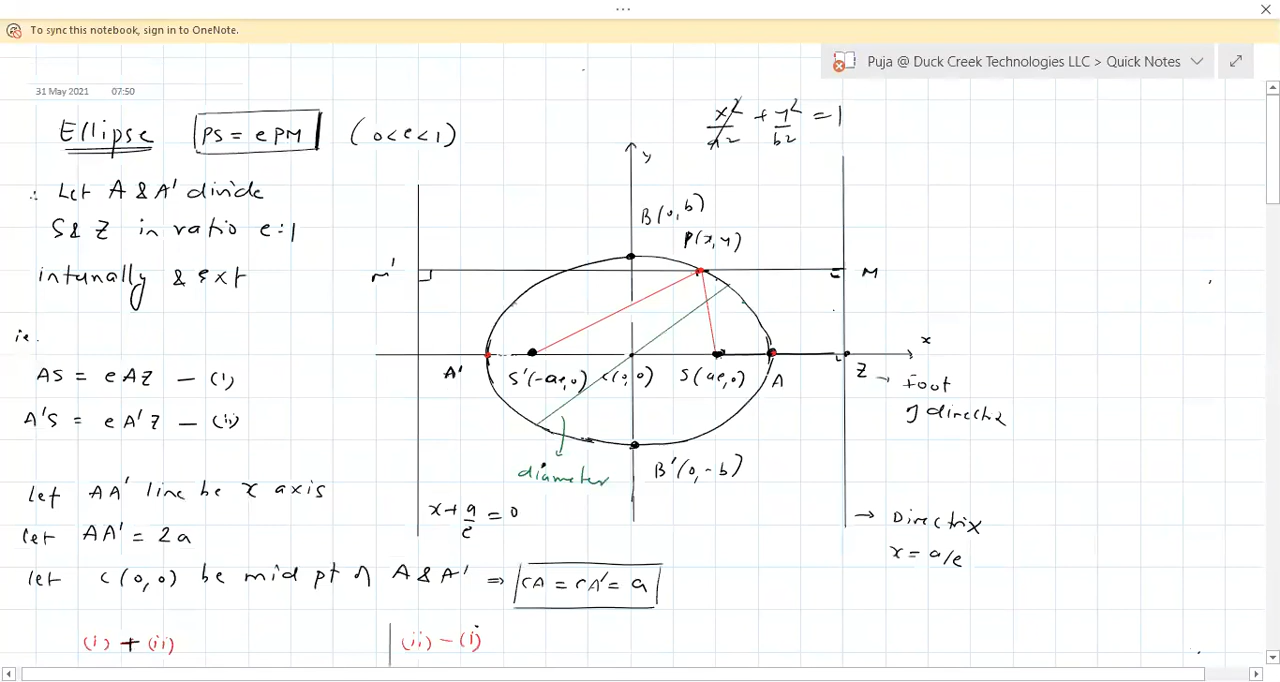 To sync this notebook, sign in to OneNote.
Puja @ Duck Creek Technologies LLC > Quick Notes
31 May 2021 07:50
Ellipse PS = e PM (0<e<1)
x²/a² + y²/b² = 1
∴ Let A & A' divide
S & Z in ratio e:1
internally & ext
ie.
AS = e AZ — (i)
A'S = e A'Z — (ii)
let AA' line be x axis
let AA' = 2a
let C(0,0) be mid pt of A & A' ⇒ CA = CA' = a
(i) + (ii)
(ii) - (i)
y
B(0,b)
P(x,y)
M'
M
x
A'
S'(-ae,0)
C(0,0)
S(ae,0)
A
Z → Foot
of directrix
diameter
B'(0,-b)
x + a/e = 0
→ Directrix
x = a/e